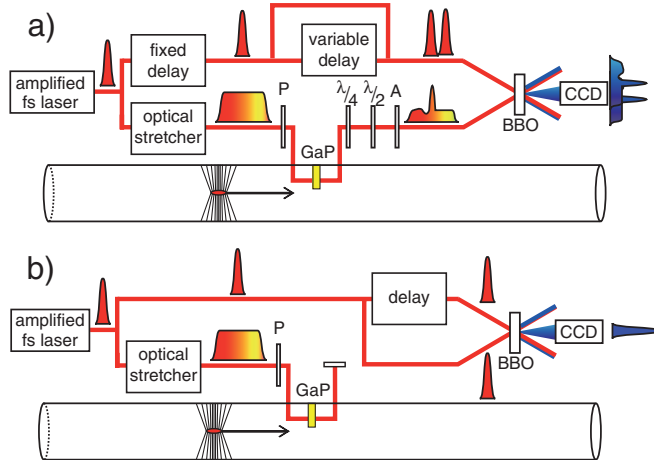 a)
amplified
fs laser
fixed
delay
variable
delay
optical
stretcher
P
GaP
λ/4
λ/2
A
BBO
CCD
b)
amplified
fs laser
optical
stretcher
P
GaP
delay
BBO
CCD